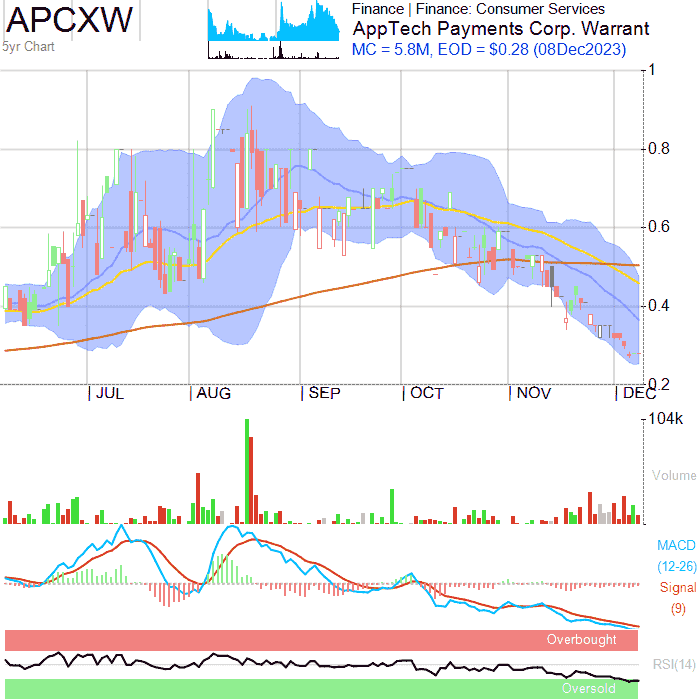 APCXW
5yr Chart
Finance | Finance: Consumer Services
AppTech Payments Corp. Warrant
MC = 5.8M, EOD = $0.28 (08Dec2023)
1
0.8
0.6
0.4
0.2
JUL
AUG
SEP
OCT
NOV
DEC
104k
Volume
MACD
(12-26)
Signal
(9)
Overbought
RSI(14)
Oversold